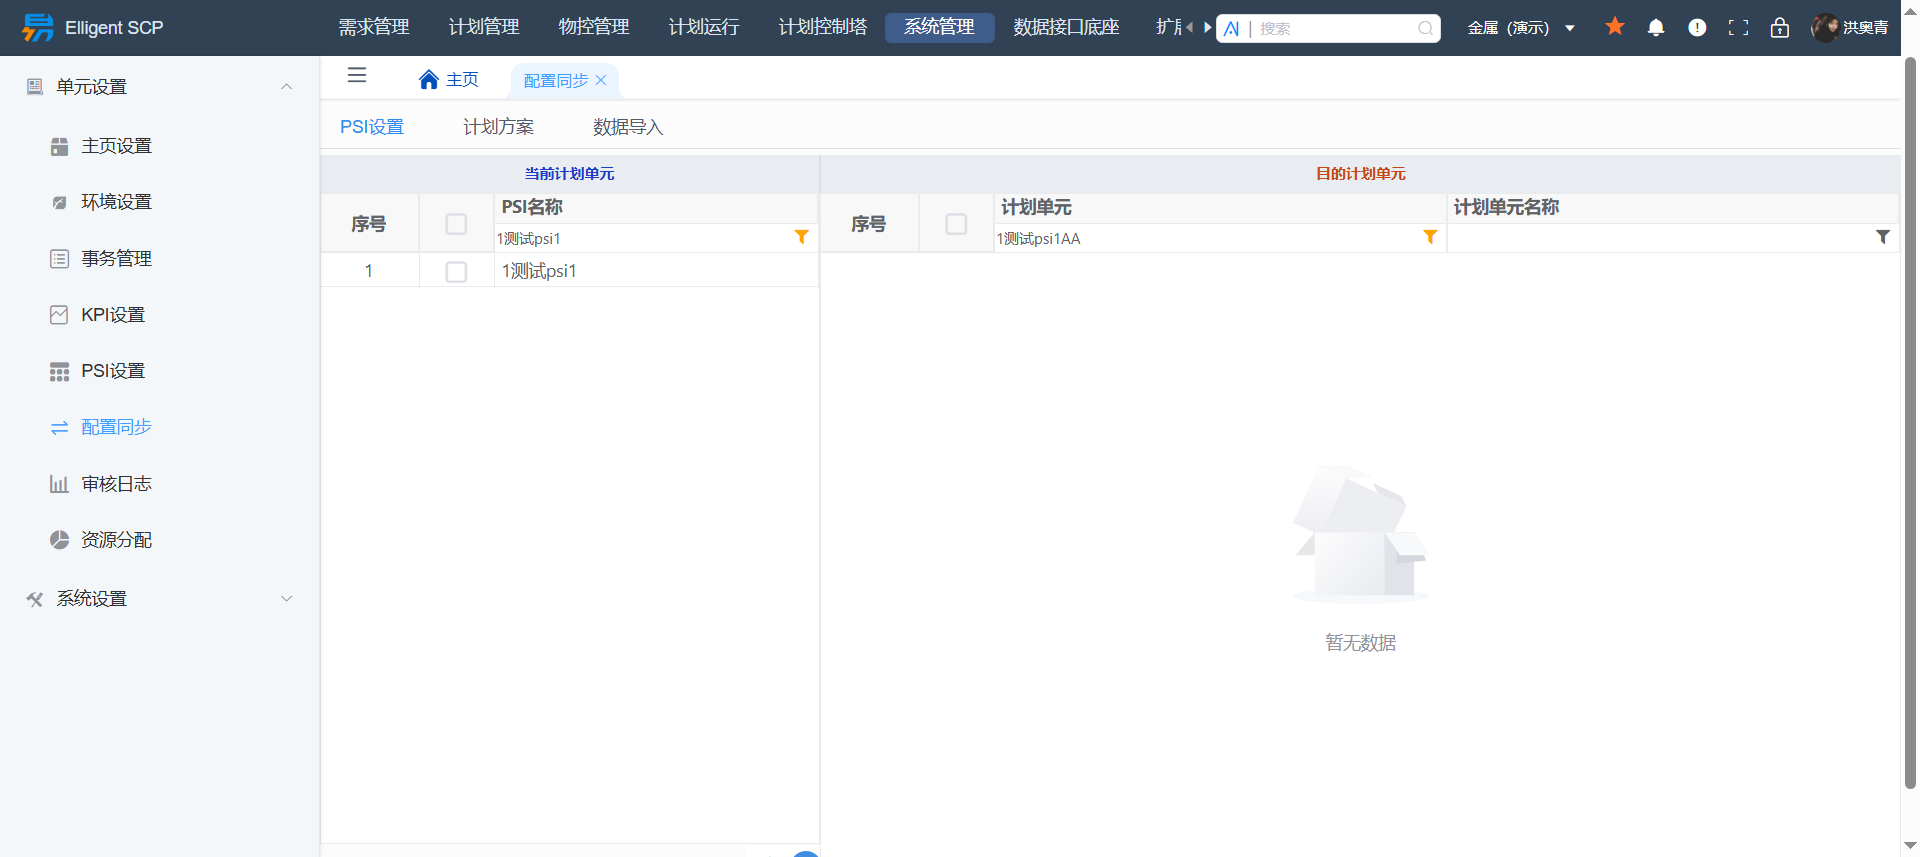 Elligent SCP
需求管理
计划管理
物控管理
计划运行
计划控制塔
系统管理
数据接口底座
AI | 搜索
金属 (演示)
洪奥青
单元设置
主页设置
环境设置
事务管理
KPI设置
PSI设置
配置同步
审核日志
资源分配
系统设置
主页
配置同步
PSI设置
计划方案
数据导入
当前计划单元
目的计划单元
序号
PSI名称
1测试psi1
序号
计划单元
1测试psi1AA
计划单元名称
1
1测试psi1
暂无数据